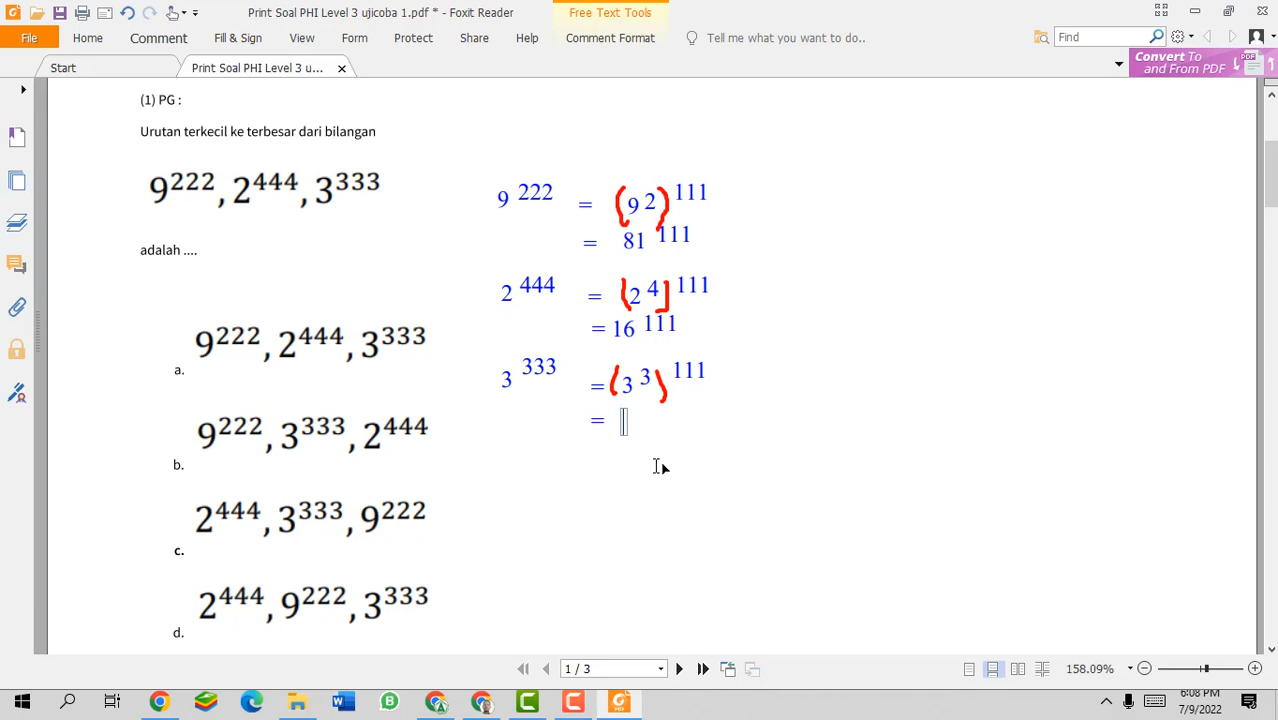 Print Soal PHI Level 3 ujicoba 1.pdf * - Foxit Reader
Free Text Tools
File Home Comment Fill & Sign View Form Protect Share Help Comment Format Tell me what you want to do.. Find
Start
Print Soal PHI Level 3 u... ×
Convert To
and From PDF
(1) PG :
Urutan terkecil ke terbesar dari bilangan
9²²², 2⁴⁴⁴, 3³³³
adalah ....
a. 9²²², 2⁴⁴⁴, 3³³³
b. 9²²², 3³³³, 2⁴⁴⁴
c. 2⁴⁴⁴, 3³³³, 9²²²
d. 2⁴⁴⁴, 9²²², 3³³³
9 222 = (9 2) 111
= 81 111
2 444 = (2 4] 111
= 16 111
3 333 = (3 3) 111
=
1 / 3
158.09%
6:08 PM
7/9/2022